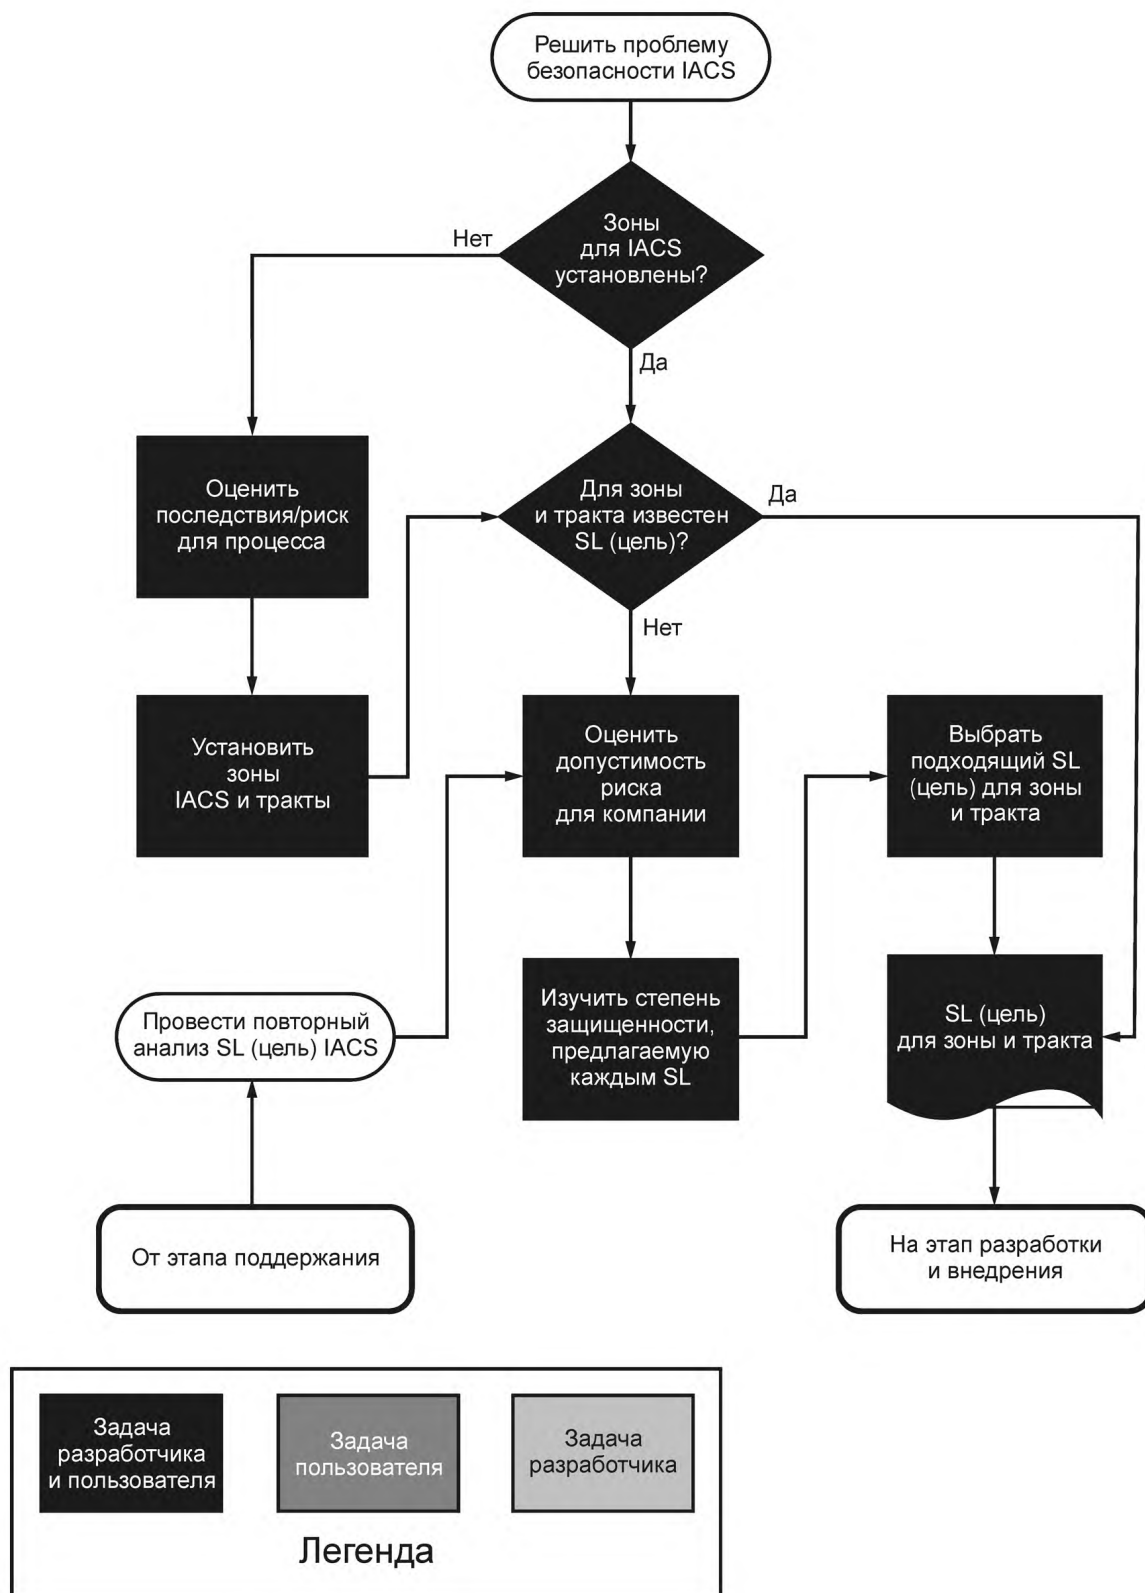 Решить проблему
безопасности IACS
Зоны
для IACS
установлены?
Нет
Да
Оценить
последствия/риск
для процесса
Для зоны
и тракта известен
SL (цель)?
Да
Нет
Установить
зоны
IACS и тракты
Оценить
допустимость
риска
для компании
Выбрать
подходящий SL
(цель) для зоны
и тракта
Провести повторный
анализ SL (цель) IACS
Изучить степень
защищенности,
предлагаемую
каждым SL
SL (цель)
для зоны и тракта
От этапа поддержания
На этап разработки
и внедрения
Задача
разработчика
и пользователя
Задача
пользователя
Задача
разработчика
Легенда